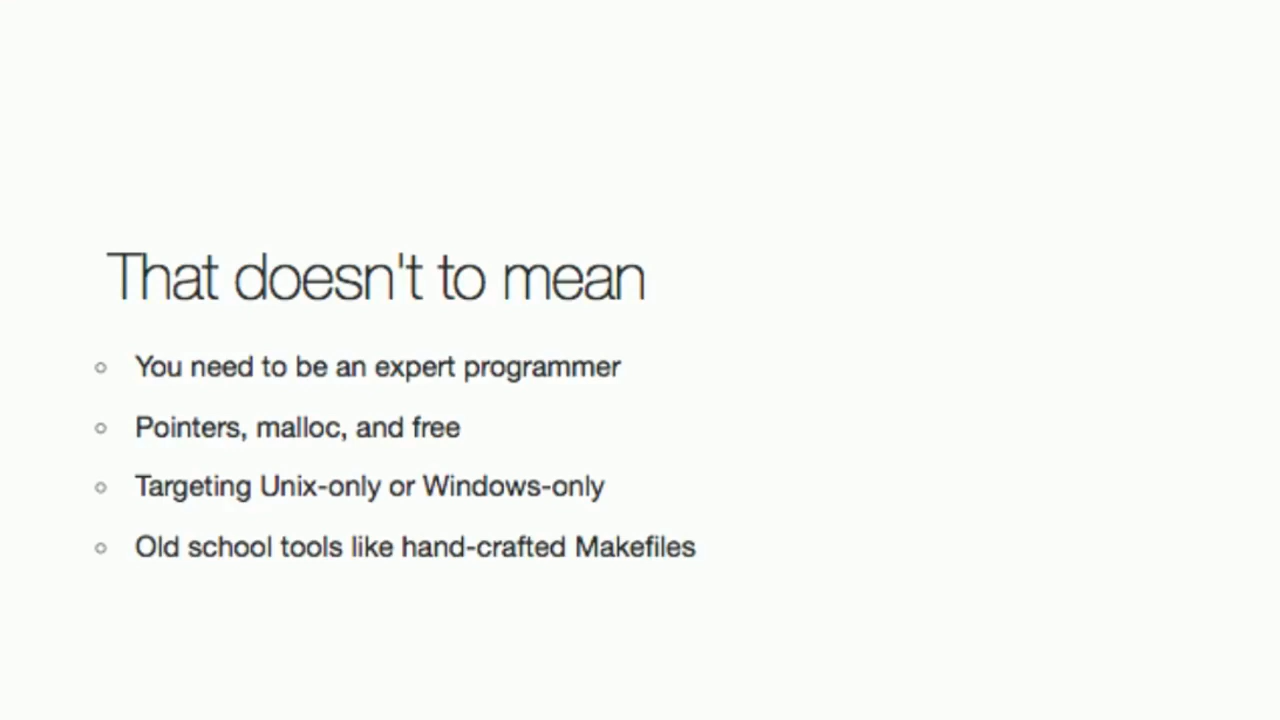 That doesn't to mean
You need to be an expert programmer
Pointers, malloc, and free
Targeting Unix-only or Windows-only
Old school tools like hand-crafted Makefiles